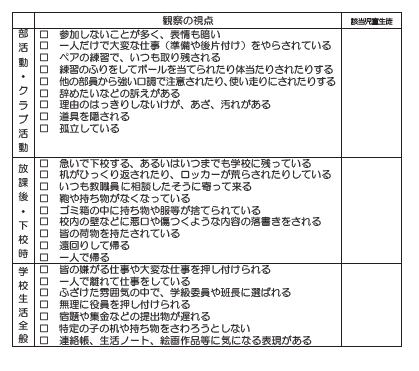 観察の視点 該当児童生徒
部活動・クラブ活動
□ 参加しないことが多く、表情も暗い
□ 一人だけで大変な仕事（準備や後片付け）をやらされている
□ ペアの練習で、いつも取り残される
□ 練習のふりをしてボールを当てられたり体当たりされたりする
□ 他の部員から強い口調で注意されたり、使い走りにされたりする
□ 辞めたいなどの訴えがある
□ 理由のはっきりしないけが、あざ、汚れがある
□ 道具を隠される
□ 孤立している
放課後・下校時
□ 急いで下校する、あるいはいつまでも学校に残っている
□ 机がひっくり返されたり、ロッカーが荒らされたりしている
□ いつも教職員に相談したそうに寄って来る
□ 鞄や持ち物がなくなっている
□ ゴミ箱の中に持ち物や服等が捨てられている
□ 校内の壁などに悪口や傷つくような内容の落書きをされる
□ 皆の荷物を持たされている
□ 遠回りして帰る
□ 一人で帰る
学校生活全般
□ 皆の嫌がる仕事や大変な仕事を押し付けられる
□ 一人で離れて仕事をしている
□ ふざけた雰囲気の中で、学級委員や班長に選ばれる
□ 無理に役員を押し付けられる
□ 宿題や集金などの提出物が遅れる
□ 特定の子の机や持ち物をさわろうとしない
□ 連絡帳、生活ノート、絵画作品等に気になる表現がある